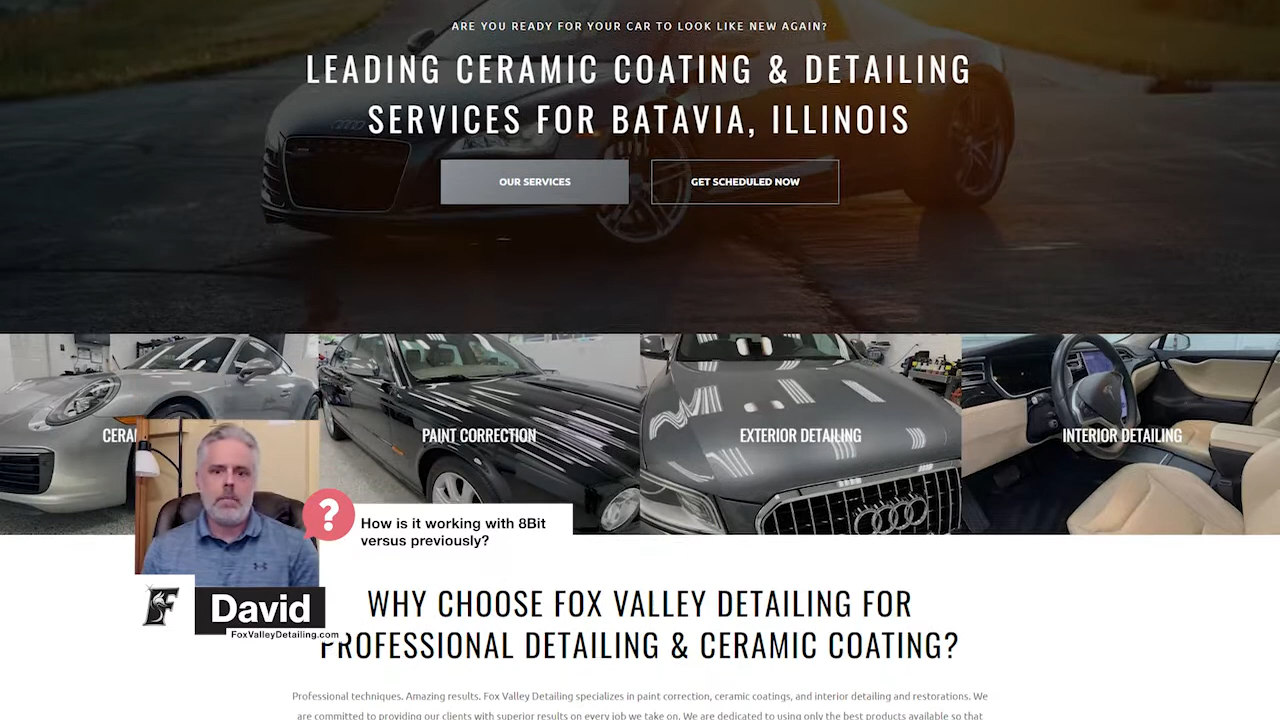 ARE YOU READY FOR YOUR CAR TO LOOK LIKE NEW AGAIN?
LEADING CERAMIC COATING & DETAILING
SERVICES FOR BATAVIA, ILLINOIS
OUR SERVICES
GET SCHEDULED NOW
CERA
PAINT CORRECTION
EXTERIOR DETAILING
INTERIOR DETAILING
?
How is it working with 8Bit
versus previously?
F
David
FoxValleyDetailing.com
WHY CHOOSE FOX VALLEY DETAILING FOR
PROFESSIONAL DETAILING & CERAMIC COATING?
Professional techniques. Amazing results. Fox Valley Detailing specializes in paint correction, ceramic coatings, and interior detailing and restorations. We
are committed to providing our clients with superior results on every job we take on. We are dedicated to using only the best products available so that